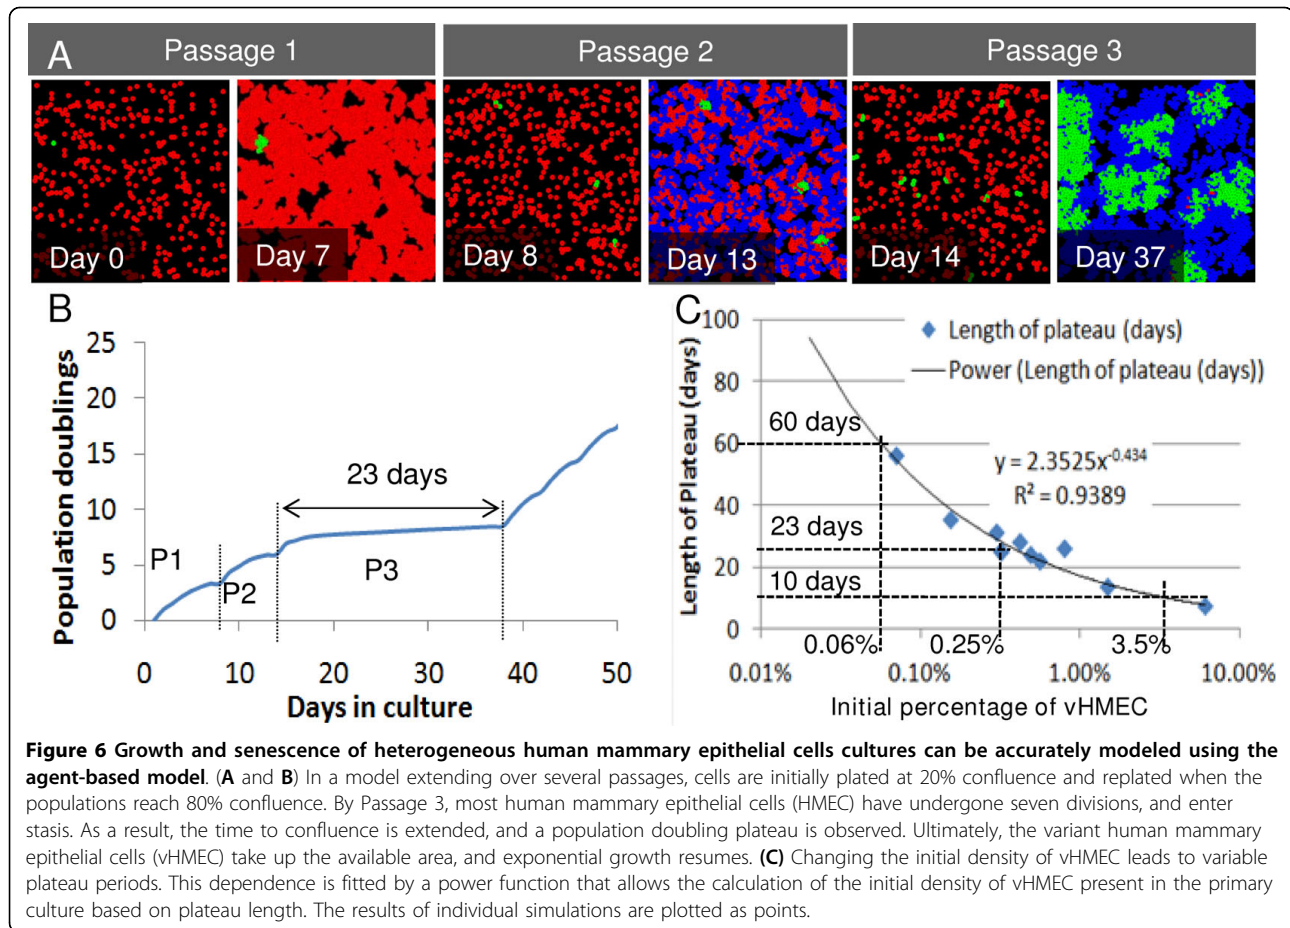 A
Passage 1
Passage 2
Passage 3
Day 0
Day 7
Day 8
Day 13
Day 14
Day 37
B
Population doublings
25
20
15
10
5
0
23 days
P1
P2
P3
0 10 20 30 40 50
Days in culture
C
Length of Plateau (days)
100
80
60
40
20
0
Length of plateau (days)
Power (Length of plateau (days))
60 days
23 days
10 days
y = 2.3525x^-0.434
R² = 0.9389
0.06% 0.25% 3.5%
0.01% 0.10% 1.00% 10.00%
Initial percentage of vHMEC
Figure 6 Growth and senescence of heterogeneous human mammary epithelial cells cultures can be accurately modeled using the
agent-based model. (A and B) In a model extending over several passages, cells are initially plated at 20% confluence and replated when the
populations reach 80% confluence. By Passage 3, most human mammary epithelial cells (HMEC) have undergone seven divisions, and enter
stasis. As a result, the time to confluence is extended, and a population doubling plateau is observed. Ultimately, the variant human mammary
epithelial cells (vHMEC) take up the available area, and exponential growth resumes. (C) Changing the initial density of vHMEC leads to variable
plateau periods. This dependence is fitted by a power function that allows the calculation of the initial density of vHMEC present in the primary
culture based on plateau length. The results of individual simulations are plotted as points.